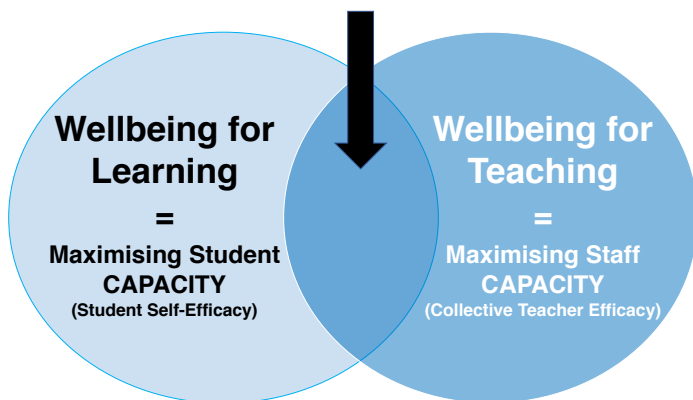 Wellbeing for
Learning
=
Maximising Student
CAPACITY
(Student Self-Efficacy)
Wellbeing for
Teaching
=
Maximising Staff
CAPACITY
(Collective Teacher Efficacy)